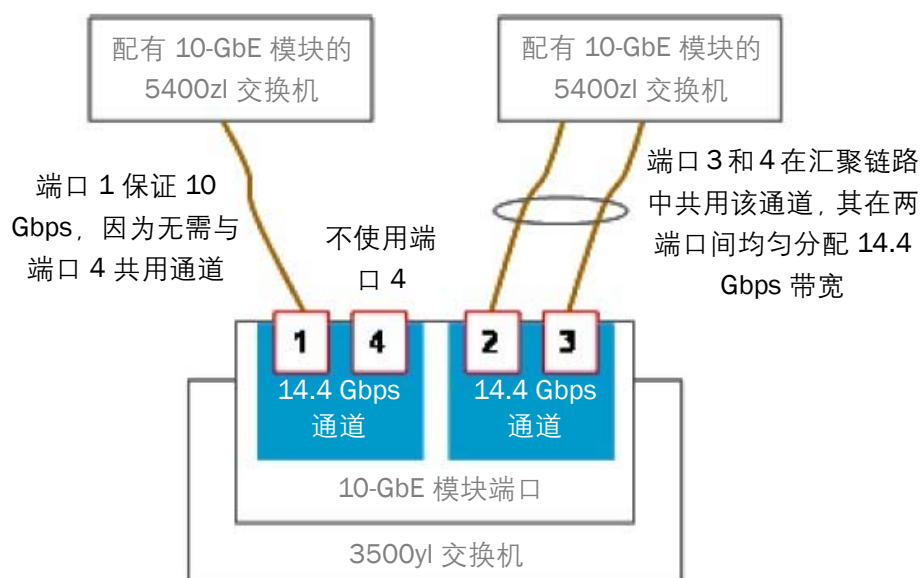 配有 10-GbE 模块的
5400zl 交换机
配有 10-GbE 模块的
5400zl 交换机
端口 1 保证 10
Gbps，因为无需与
端口 4 共用通道
不使用端
口 4
端口 3 和 4 在汇聚链路
中共用该通道，其在两
端口间均匀分配 14.4
Gbps 带宽
1
4
2
3
14.4 Gbps
通道
14.4 Gbps
通道
10-GbE 模块端口
3500yl 交换机